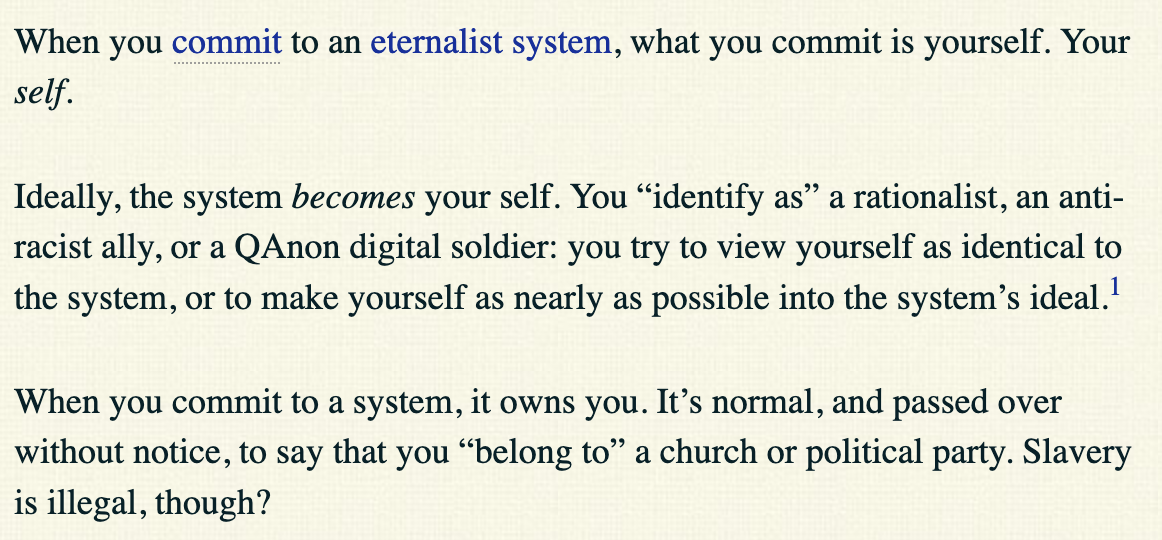 When you commit to an eternalist system, what you commit is yourself. Your
self.
Ideally, the system becomes your self. You “identify as” a rationalist, an anti-
racist ally, or a QAnon digital soldier: you try to view yourself as identical to
the system, or to make yourself as nearly as possible into the system’s ideal.1
When you commit to a system, it owns you. It’s normal, and passed over
without notice, to say that you “belong to” a church or political party. Slavery
is illegal, though?